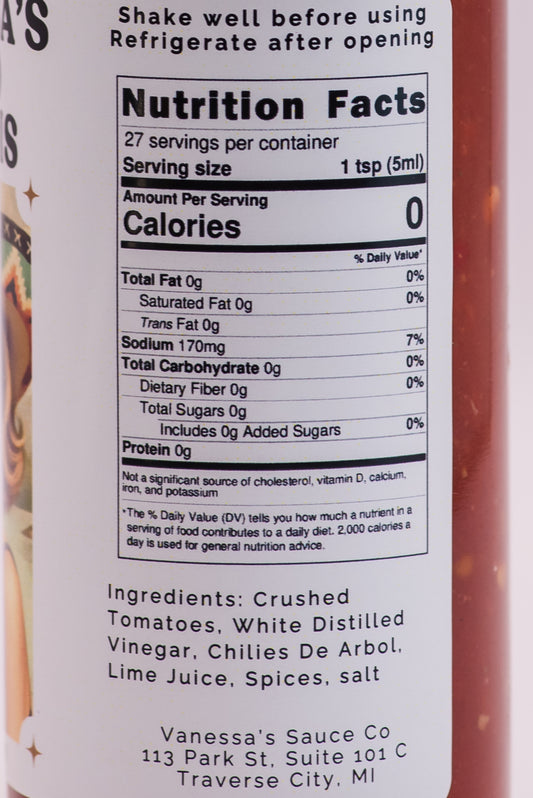 A'S
S
Shake well before using
Refrigerate after opening
Nutrition Facts
27 servings per container
Serving size 1 tsp (5ml)
Amount Per Serving
Calories 0
% Daily Value*
Total Fat 0g 0%
Saturated Fat 0g 0%
Trans Fat 0g
Sodium 170mg 7%
Total Carbohydrate 0g 0%
Dietary Fiber 0g 0%
Total Sugars 0g
Includes 0g Added Sugars 0%
Protein 0g
Not a significant source of cholesterol, vitamin D, calcium,
iron, and potassium
*The % Daily Value (DV) tells you how much a nutrient in a
serving of food contributes to a daily diet. 2,000 calories a
day is used for general nutrition advice.
Ingredients: Crushed
Tomatoes, White Distilled
Vinegar, Chilies De Arbol,
Lime Juice, Spices, salt
Vanessa's Sauce Co
113 Park St, Suite 101 C
Traverse City, MI